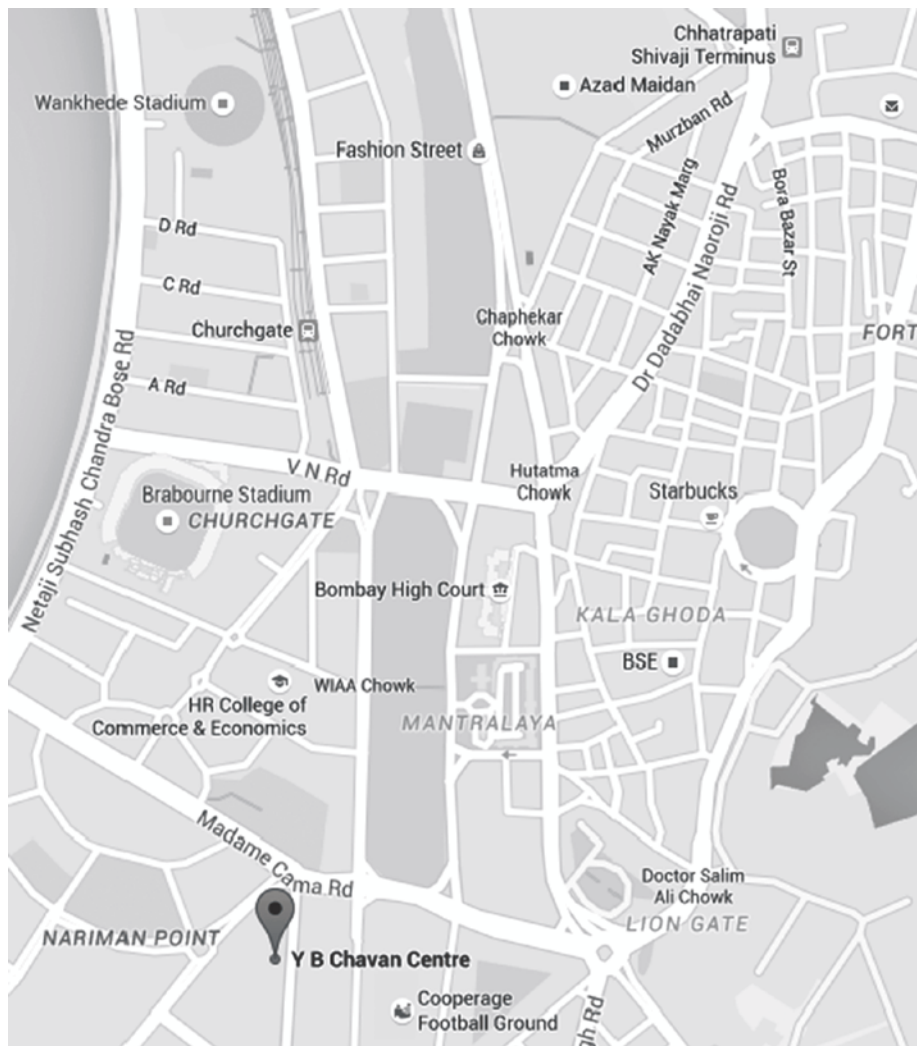 Chhatrapati
Shivaji Terminus
Wankhede Stadium
Azad Maidan
Murzban Rd
Fashion Street
AK Nayak Marg
Bora Bazar St
D Rd
Dr Dadabhai Naoroji Rd
C Rd
Churchgate
Chaphekar
Chowk
FORT
A Rd
Netaji Subhash Chandra Bose Rd
V N Rd
Hutatma
Chowk
Brabourne Stadium
CHURCHGATE
Starbucks
Bombay High Court
KALA GHODA
BSE
WIAA Chowk
HR College of
Commerce & Economics
MANTRALAYA
Madame Cama Rd
Doctor Salim
Ali Chowk
LION GATE
NARIMAN POINT
Y B Chavan Centre
Cooperage
Football Ground
gh Rd